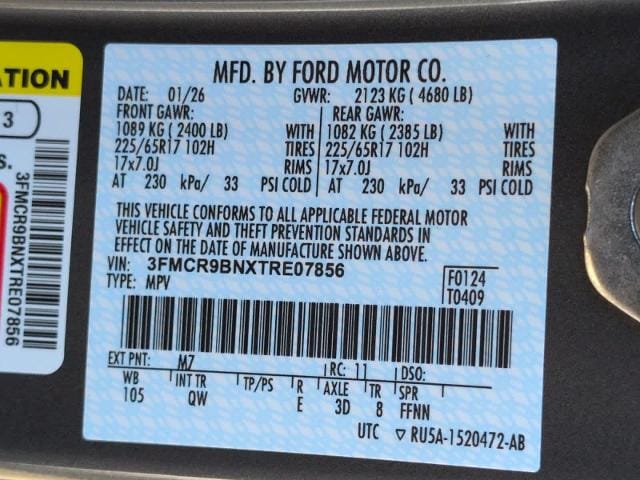 ATION
3
s.
3FMCR9BNXTRE07856
MFD. BY FORD MOTOR CO.
DATE: 01/26 GVWR: 2123 KG ( 4680 LB)
FRONT GAWR: REAR GAWR:
1089 KG ( 2400 LB) WITH 1082 KG ( 2385 LB) WITH
225/65R17 102H TIRES 225/65R17 102H TIRES
17x7.0J RIMS 17x7.0J RIMS
AT 230 kPa/ 33 PSI COLD AT 230 kPa/ 33 PSI COLD
THIS VEHICLE CONFORMS TO ALL APPLICABLE FEDERAL MOTOR
VEHICLE SAFETY AND THEFT PREVENTION STANDARDS IN
EFFECT ON THE DATE OF MANUFACTURE SHOWN ABOVE.
VIN: 3FMCR9BNXTRE07856 F0124
TYPE: MPV T0409
EXT PNT: M7 RC: 11 DSO:
WB INT TR TP/PS R AXLE TR SPR
105 QW E 3D 8 FFNN
UTC ▽ RU5A-1520472-AB